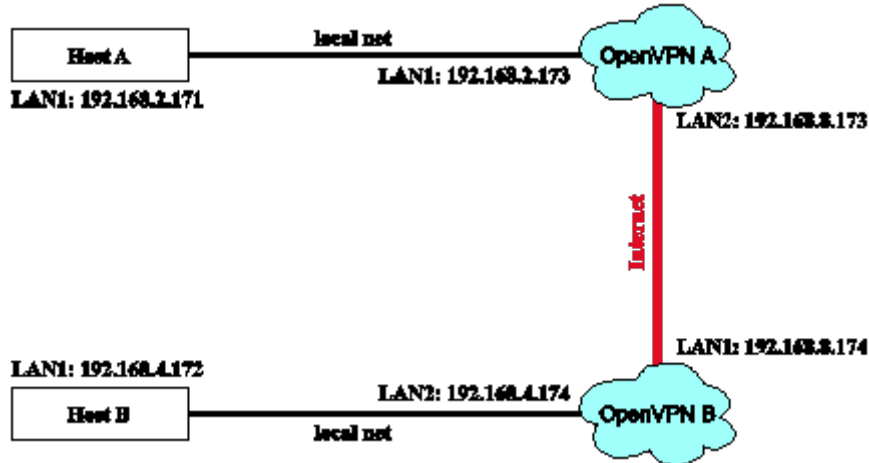 local net
Host A
OpenVPN A
LAN1: 192.168.2.173
LAN1: 192.168.2.171
LAN2: 192.168.8.173
Internet
LAN1: 192.168.8.174
LAN1: 192.168.4.172
LAN2: 192.168.4.174
Host B
OpenVPN B
local net